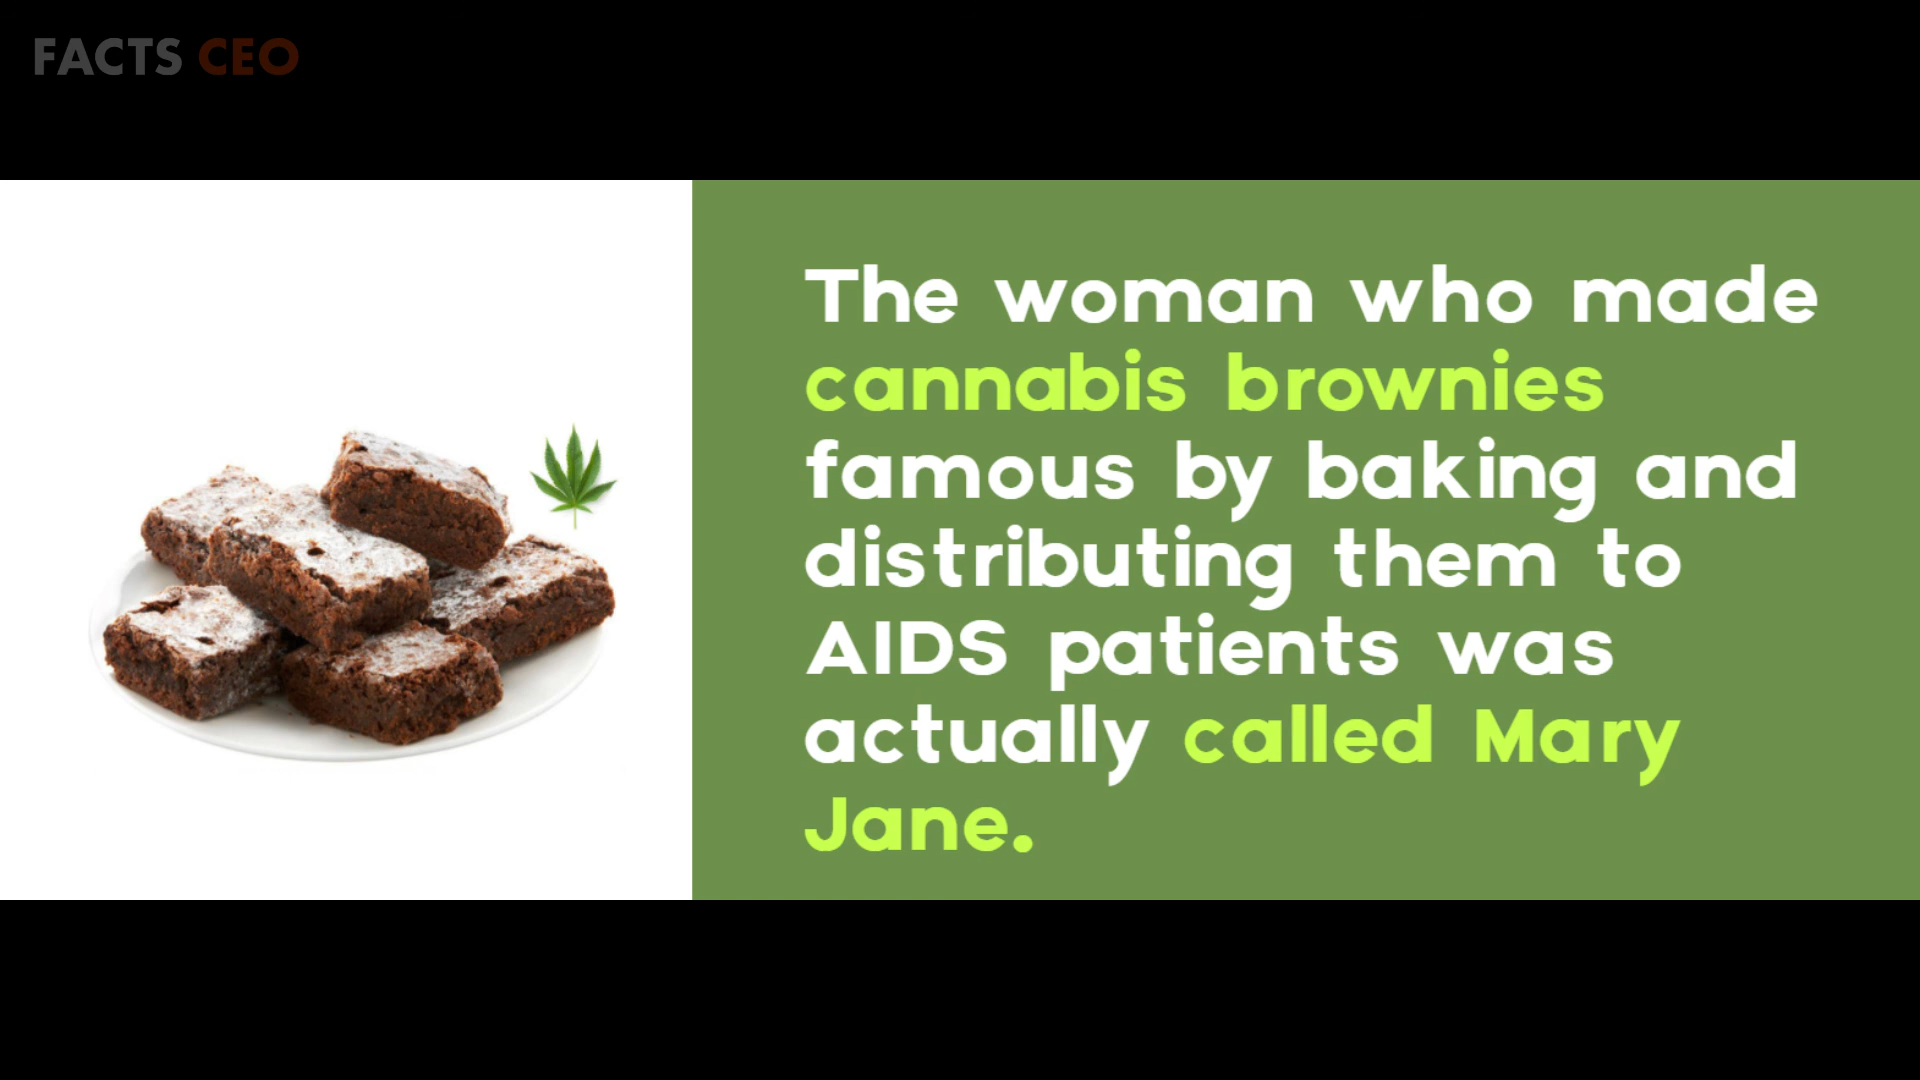 FACTS CEO
The woman who made
cannabis brownies
famous by baking and
distributing them to
AIDS patients was
actually called Mary
Jane.